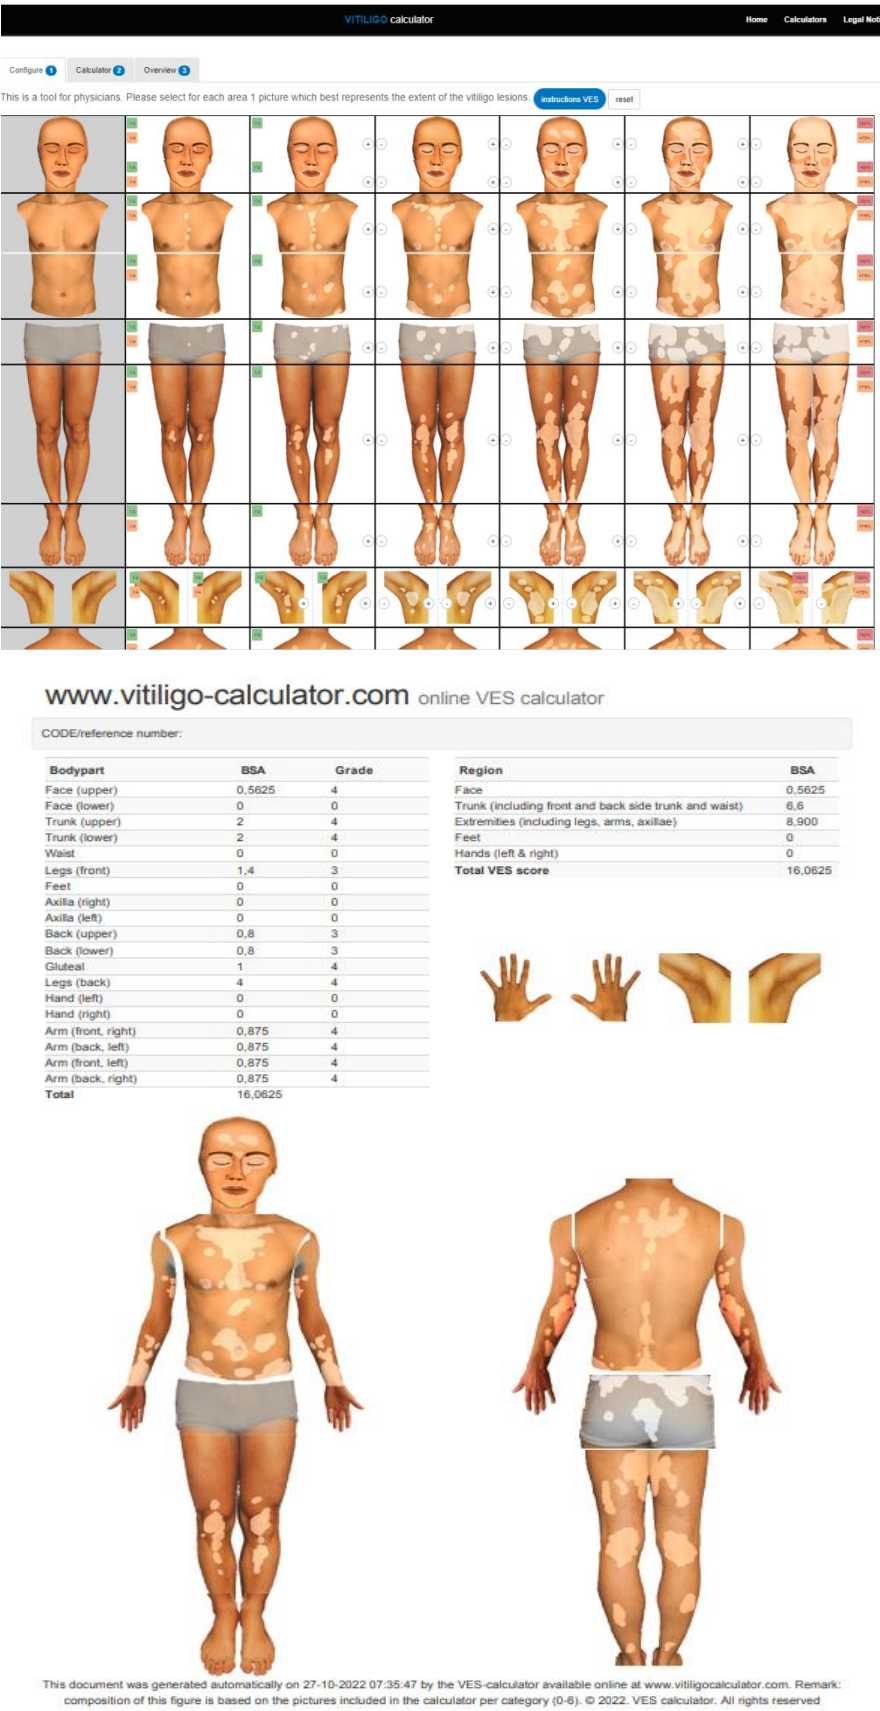 VITILIGO calculator
Home Calculators Legal Noti
Configure 1 Calculator 2 Overview 3
This is a tool for physicians. Please select for each area 1 picture which best represents the extent of the vitiligo lesions. instructions VES reset
www.vitiligo-calculator.com online VES calculator
CODE/reference number:
Bodypart BSA Grade
Face (upper) 0,5625 4
Face (lower) 0 0
Trunk (upper) 2 4
Trunk (lower) 2 4
Waist 0 0
Legs (front) 1,4 3
Feet 0 0
Axilla (right) 0 0
Axilla (left) 0 0
Back (upper) 0,8 3
Back (lower) 0,8 3
Gluteal 1 4
Legs (back) 4 4
Hand (left) 0 0
Hand (right) 0 0
Arm (front, right) 0,875 4
Arm (back, left) 0,875 4
Arm (front, left) 0,875 4
Arm (back, right) 0,875 4
Total 16,0625
Region BSA
Face 0,5625
Trunk (including front and back side trunk and waist) 6,6
Extremities (including legs, arms, axillae) 8,900
Feet 0
Hands (left & right) 0
Total VES score 16,0625
This document was generated automatically on 27-10-2022 07:35:47 by the VES-calculator available online at www.vitiligocalculator.com. Remark:
composition of this figure is based on the pictures included in the calculator per category (0-6). © 2022. VES calculator. All rights reserved